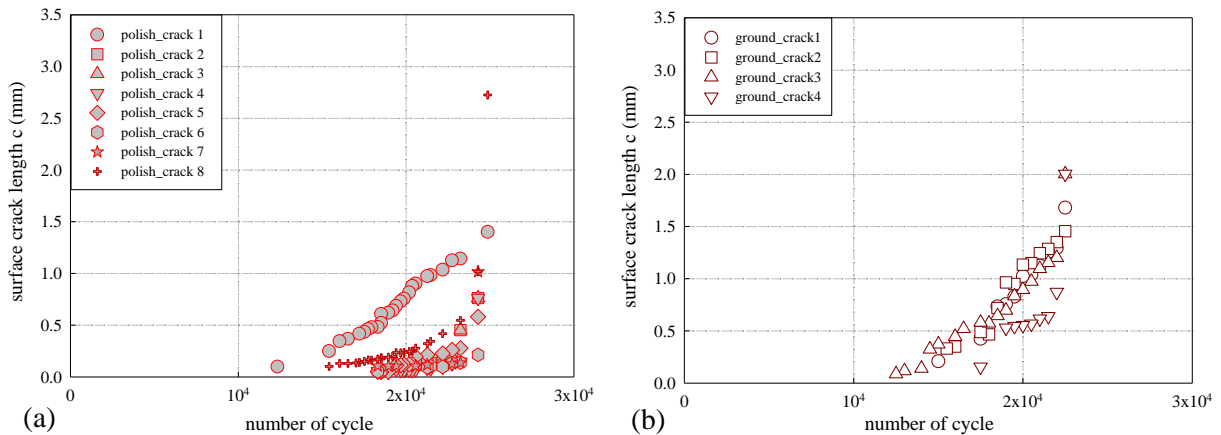 3.5
3.0
2.5
2.0
1.5
1.0
0.5
0.0
surface crack length c (mm)
polish_crack 1
polish_crack 2
polish_crack 3
polish_crack 4
polish_crack 5
polish_crack 6
polish_crack 7
polish_crack 8
0
10⁴
2x10⁴
3x10⁴
number of cycle
(a)
3.5
3.0
2.5
2.0
1.5
1.0
0.5
0.0
surface crack length c (mm)
ground_crack1
ground_crack2
ground_crack3
ground_crack4
0
10⁴
2x10⁴
3x10⁴
number of cycle
(b)